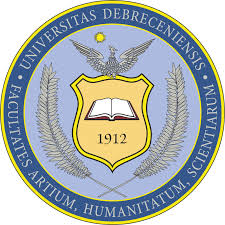 · UNIVERSITAS DEBRECENIENSIS ·
FACULTATES ARTIUM, HUMANITATUM, SCIENTIARUM
1912